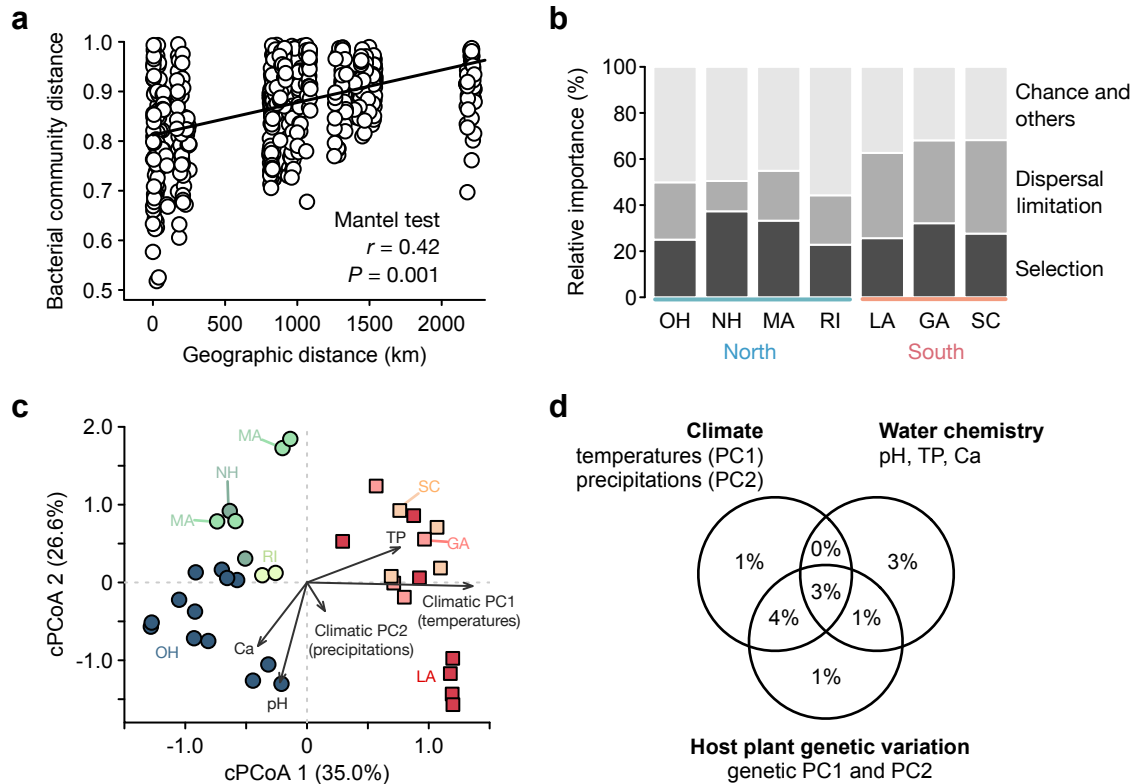 a
Bacterial community distance
1.0
0.9
0.8
0.7
0.6
0.5
Mantel test
r = 0.42
P = 0.001
0
500
1000
1500
2000
Geographic distance (km)
b
Relative importance (%)
100
80
60
40
20
0
Chance and
others
Dispersal
limitation
Selection
OH
NH
MA
RI
LA
GA
SC
North
South
c
cPCoA 2 (26.6%)
2.0
1.0
0
-1.0
MA
NH
MA
RI
OH
SC
TP
GA
Climatic PC1
(temperatures)
Climatic PC2
(precipitations)
Ca
pH
LA
-1.0
0
1.0
cPCoA 1 (35.0%)
d
Climate
temperatures (PC1)
precipitations (PC2)
Water chemistry
pH, TP, Ca
1%
0%
3%
3%
4%
1%
1%
Host plant genetic variation
genetic PC1 and PC2